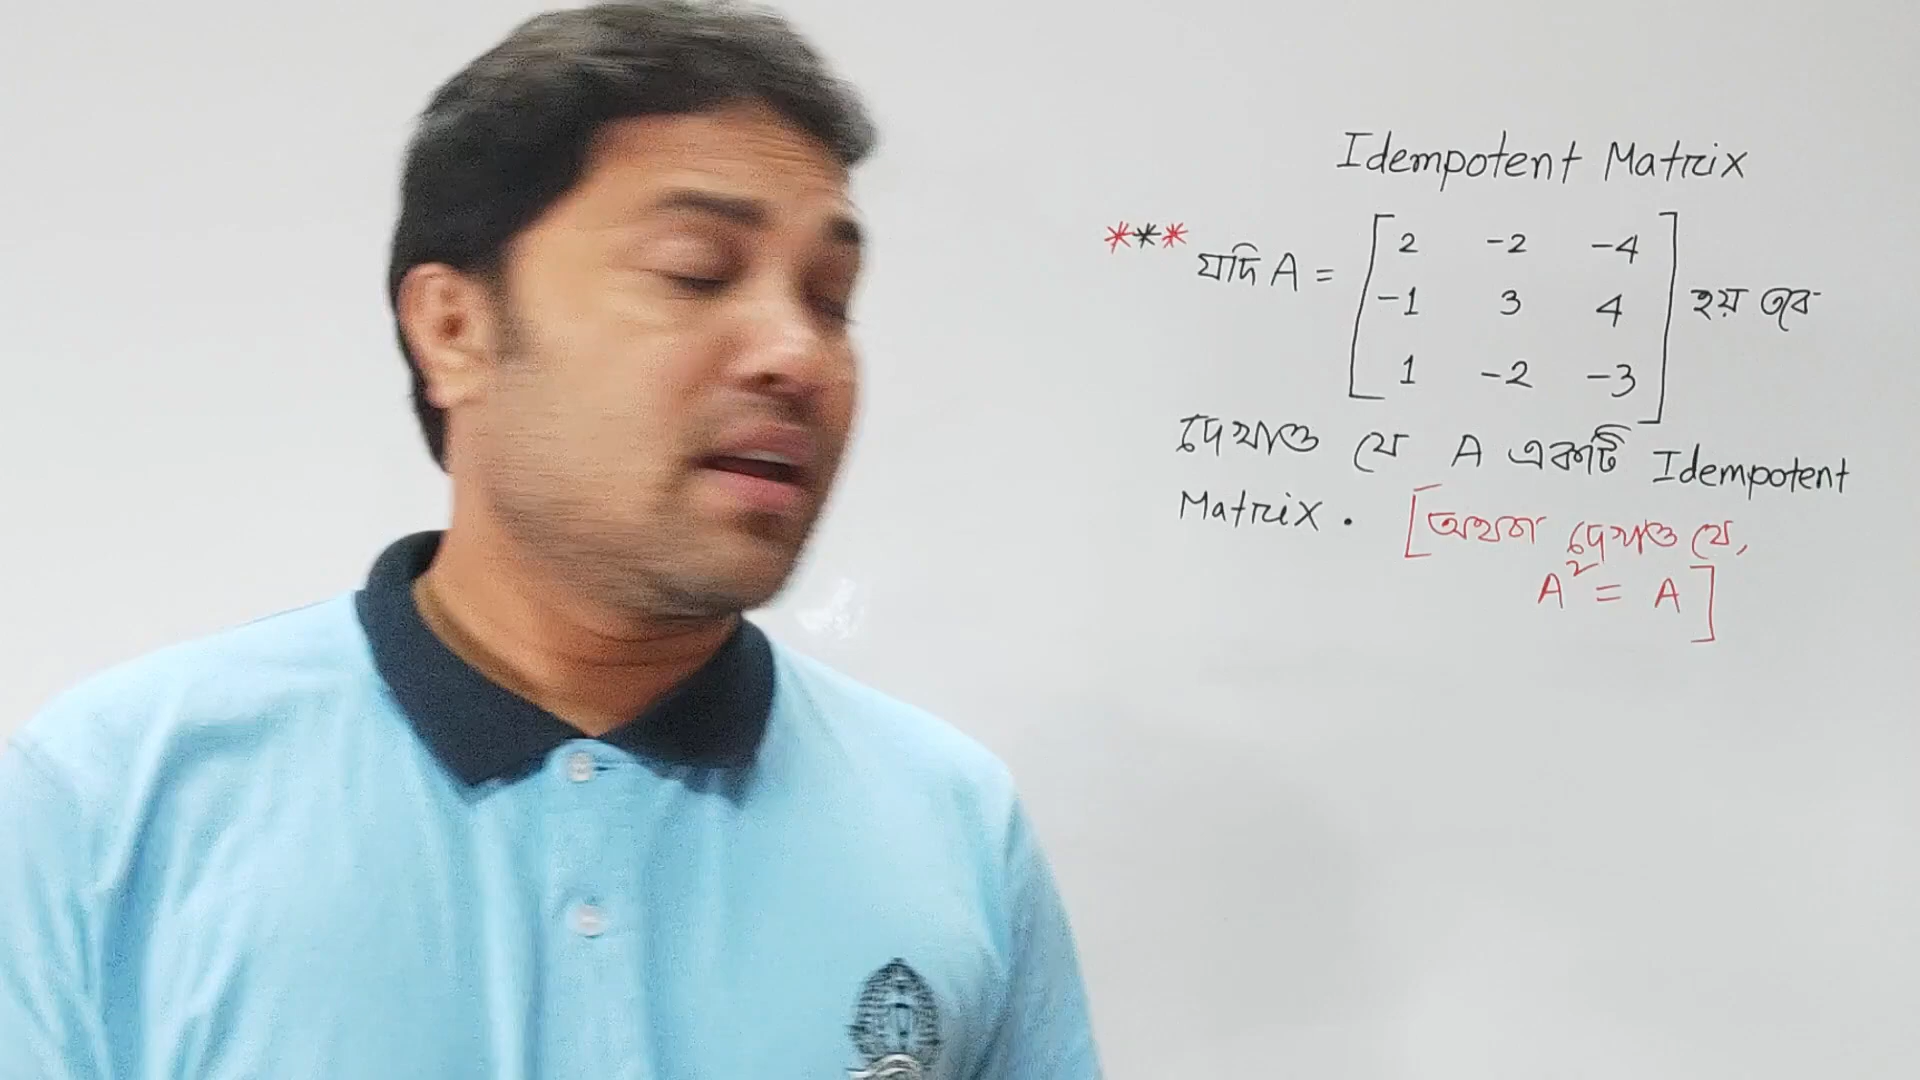 Idempotent Matrix
*** যদি A = [ 2 -2 -4
-1 3 4
1 -2 -3 ] হয় তবে
দেখাও যে A একটি Idempotent
Matrix. [অথবা দেখাও যে,
A² = A]